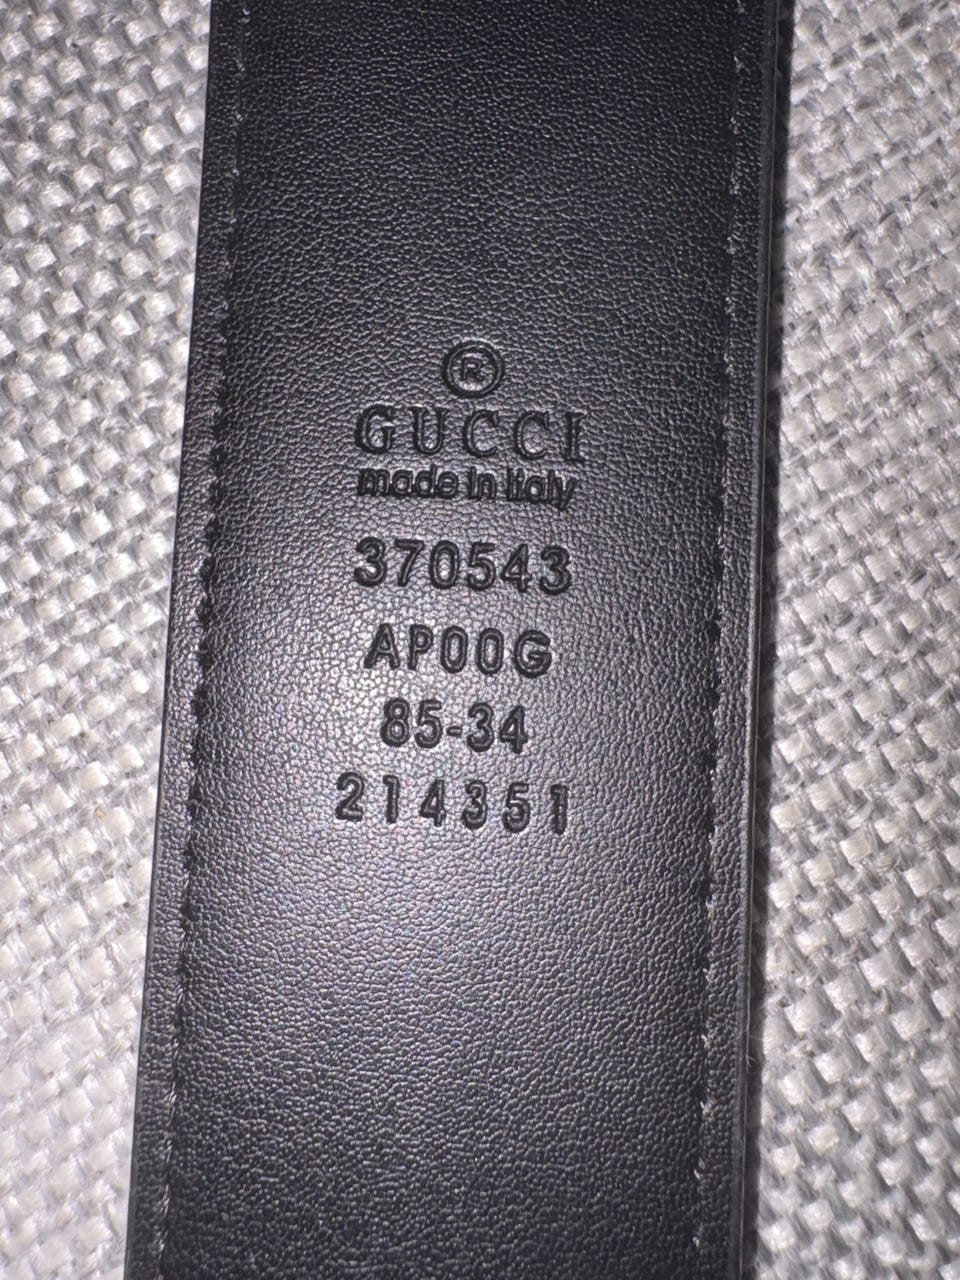 ®
GUCCI
made in Italy
370543
AP00G
85-34
214351